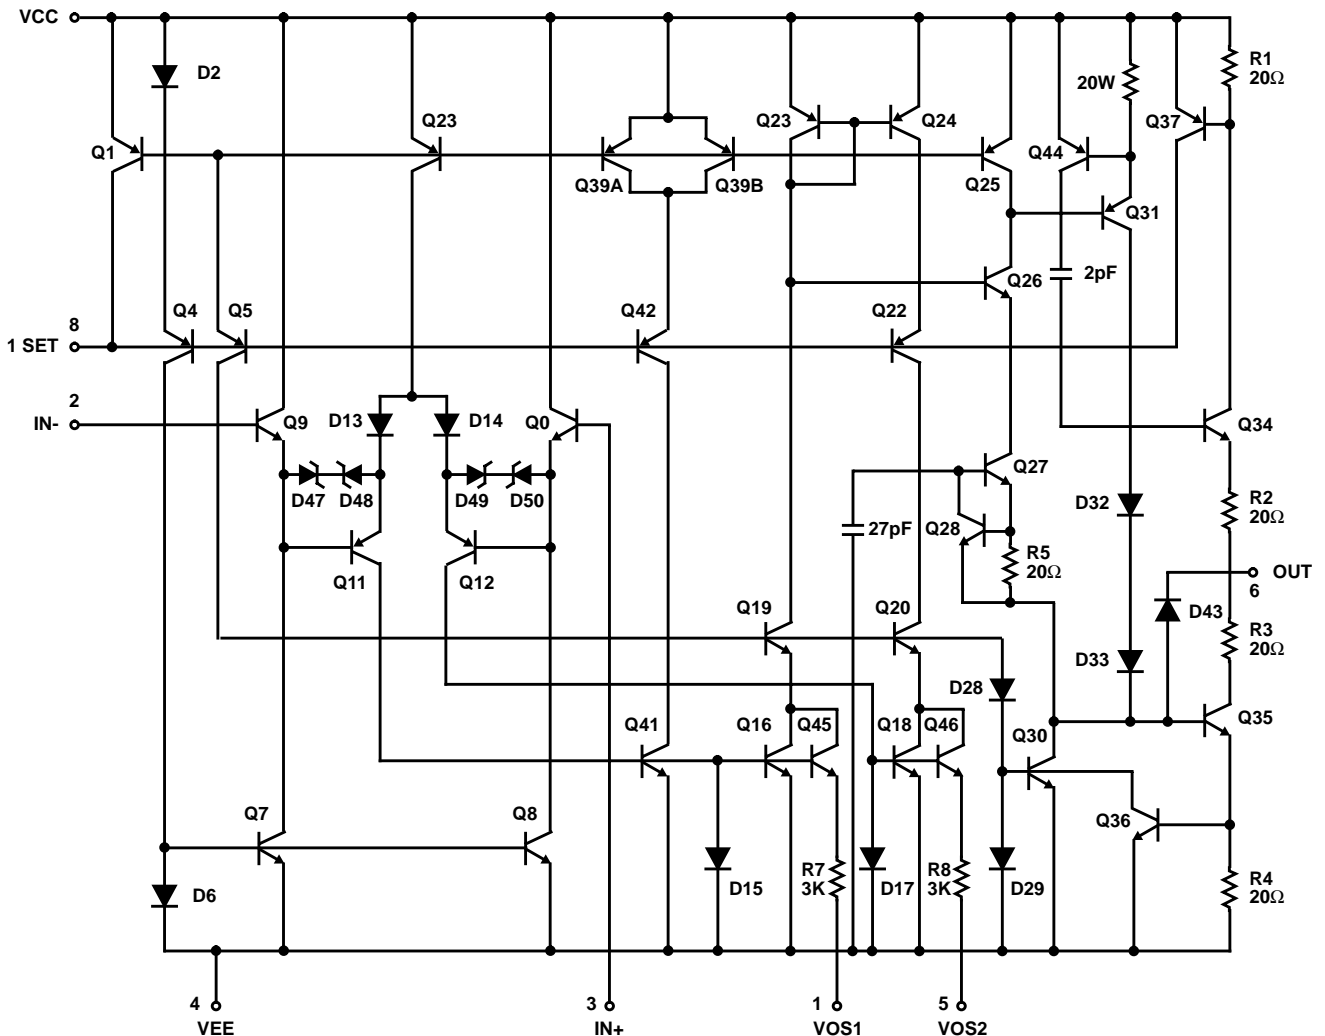 VCC
D2
R1
20Ω
20W
Q1
Q23
Q39A
Q39B
Q23
Q24
Q25
Q44
Q37
Q31
Q26
2pF
Q4
Q5
Q42
Q22
8
1 SET
2
IN-
Q9
D13
D14
Q0
Q34
D47
D48
D49
D50
Q27
D32
R2
20Ω
27pF
Q28
R5
20Ω
Q11
Q12
OUT
6
D43
Q19
Q20
R3
20Ω
D33
D28
Q41
Q16
Q45
Q18
Q46
Q30
Q35
Q7
Q8
Q36
D6
D15
R7
3K
D17
R8
3K
D29
R4
20Ω
4
VEE
3
IN+
1
VOS1
5
VOS2